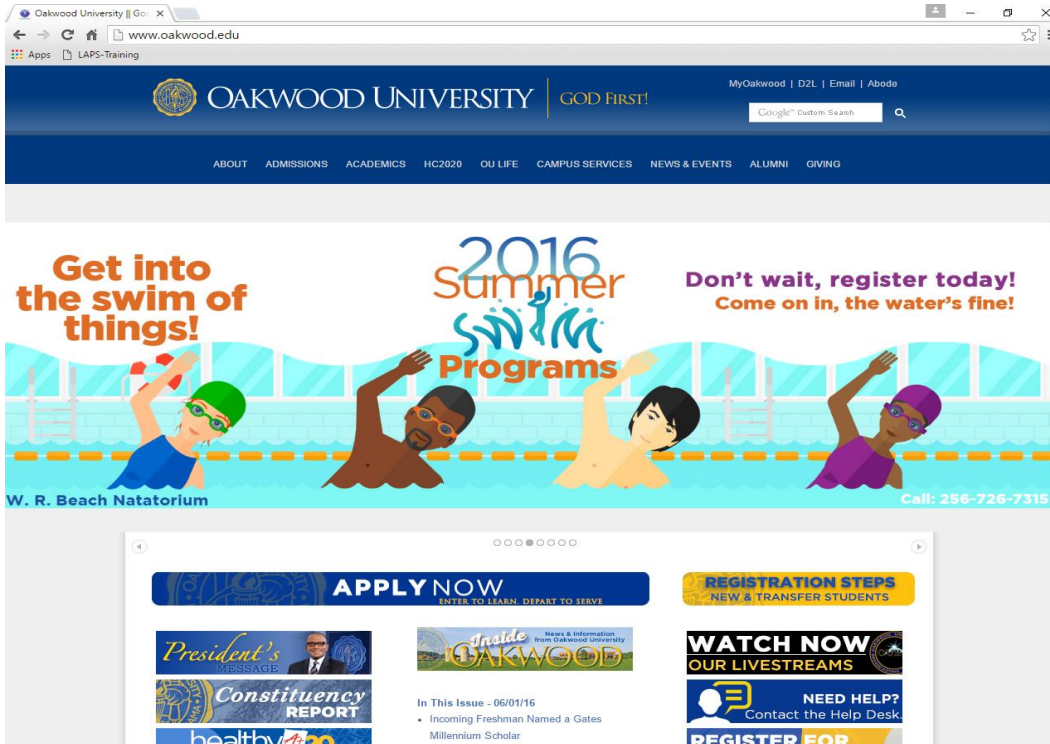 Oakwood University || Go
www.oakwood.edu
Apps LAPS-Training
OAKWOOD UNIVERSITY GOD FIRST!
MyOakwood | D2L | Email | Abode
Google™ Custom Search
ABOUT ADMISSIONS ACADEMICS HC2020 OU LIFE CAMPUS SERVICES NEWS & EVENTS ALUMNI GIVING
Get into
the swim of
things!
2016
Summer
swim
Programs
Don't wait, register today!
Come on in, the water's fine!
W. R. Beach Natatorium
Call: 256-726-7315
APPLY NOW
ENTER TO LEARN. DEPART TO SERVE
REGISTRATION STEPS
NEW & TRANSFER STUDENTS
President's
MESSAGE
Constituency
REPORT
healthy
Inside
News & Information
from Oakwood University
OAKWOOD
In This Issue - 06/01/16
• Incoming Freshman Named a Gates
Millennium Scholar
WATCH NOW
OUR LIVESTREAMS
NEED HELP?
Contact the Help Desk.
REGISTER FOR